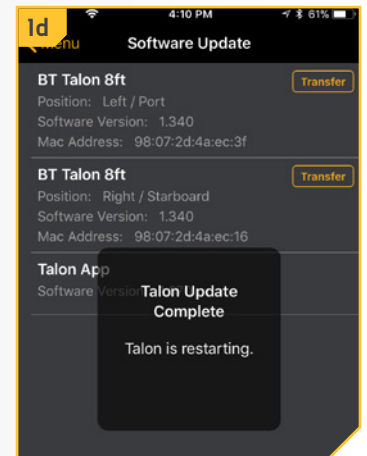 1d
4:10 PM
61%
Menu
Software Update
BT Talon 8ft
Transfer
Position: Left / Port
Software Version: 1.340
Mac Address: 98:07:2d:4a:ec:3f
BT Talon 8ft
Transfer
Position: Right / Starboard
Software Version: 1.340
Mac Address: 98:07:2d:4a:ec:16
Talon App
Software Version
Talon Update
Complete
Talon is restarting.